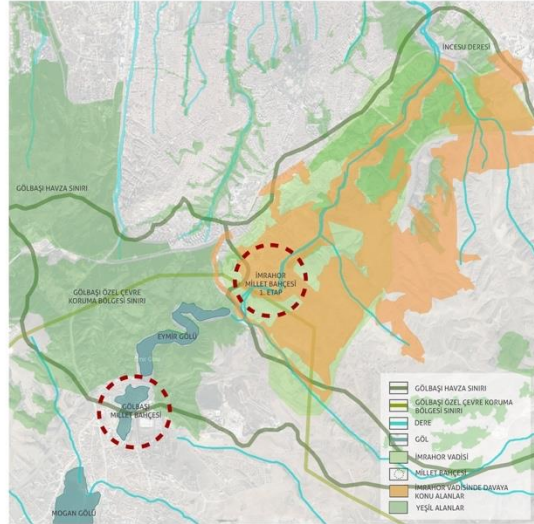 İNCESU DERESİ
GÖLBAŞI HAVZA SINIRI
İMRAHOR
MİLLET BAHÇESİ
1. ETAP
GÖLBAŞI ÖZEL ÇEVRE
KORUMA BÖLGESİ SINIRI
EYMİR GÖLÜ
GÖLBAŞI
MİLLET BAHÇESİ
MOGAN GÖLÜ
GÖLBAŞI HAVZA SINIRI
GÖLBAŞI ÖZEL ÇEVRE KORUMA
BÖLGESİ SINIRI
DERE
GÖL
İMRAHOR VADİSİ
MİLLET BAHÇESİ
İMRAHOR VADİSİNDE DAVAYA
KONU ALANLAR
YEŞİL ALANLAR